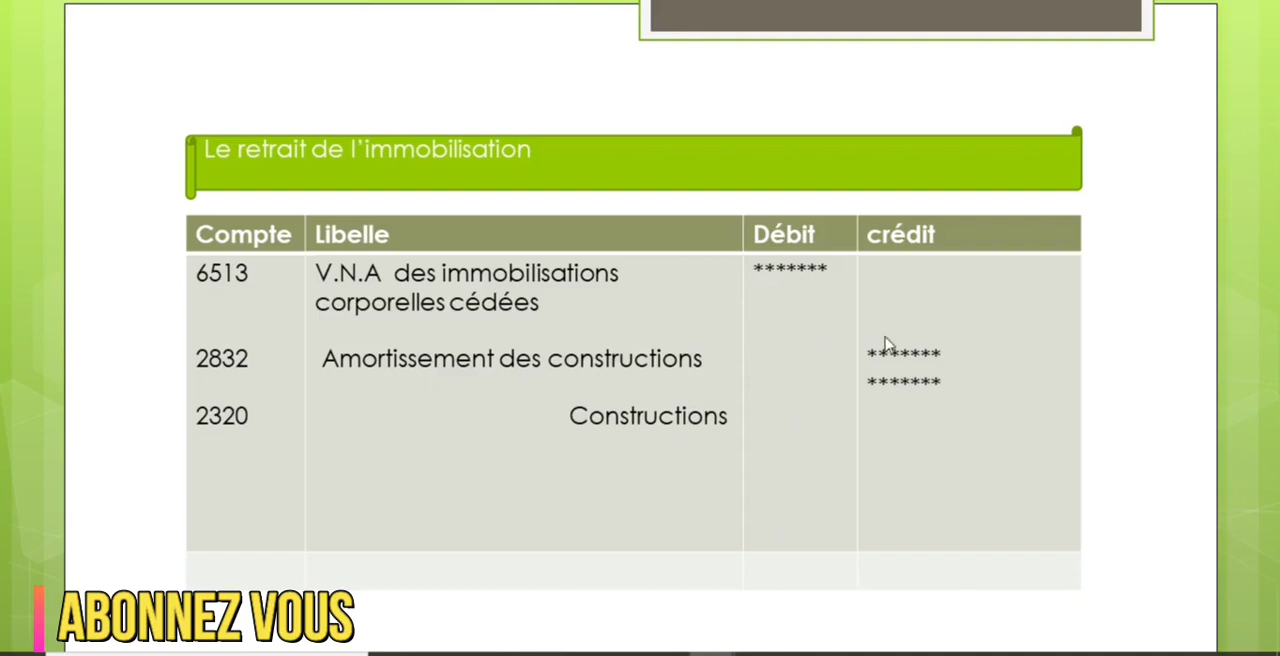 Le retrait de l'immobilisation
Compte Libelle Débit crédit
6513 V.N.A des immobilisations *******
corporelles cédées
2832 Amortissement des constructions *******
*******
2320 Constructions
ABONNEZ VOUS